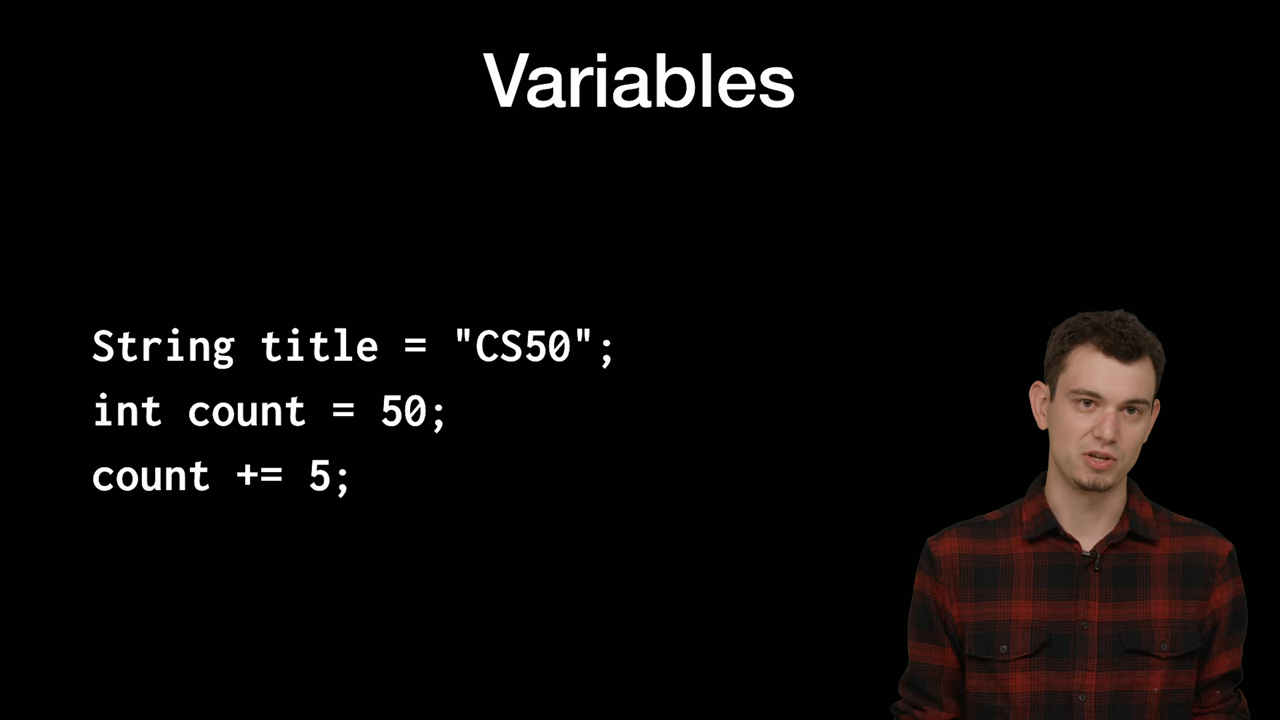 Variables
String title = "CS50";
int count = 50;
count += 5;